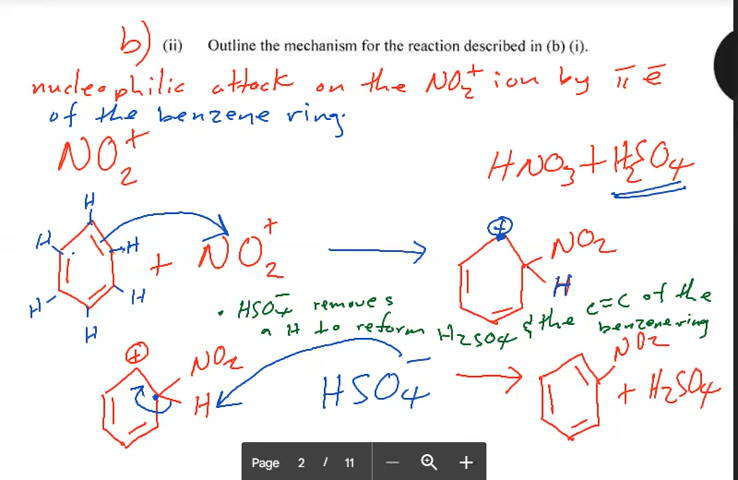 b) (ii) Outline the mechanism for the reaction described in (b) (i).
nucleophilic attack on the NO2+ ion by π ē
of the benzene ring.
NO2+
HNO3 + H2SO4
H H H H H H + NO2+ ⟶ ⊕ NO2 H
• HSO4- removes
a H to reform H2SO4 & the C=C of the
benzene ring
⊕ NO2 H HSO4- ⟶ NO2 + H2SO4
Page 2 / 11 − +